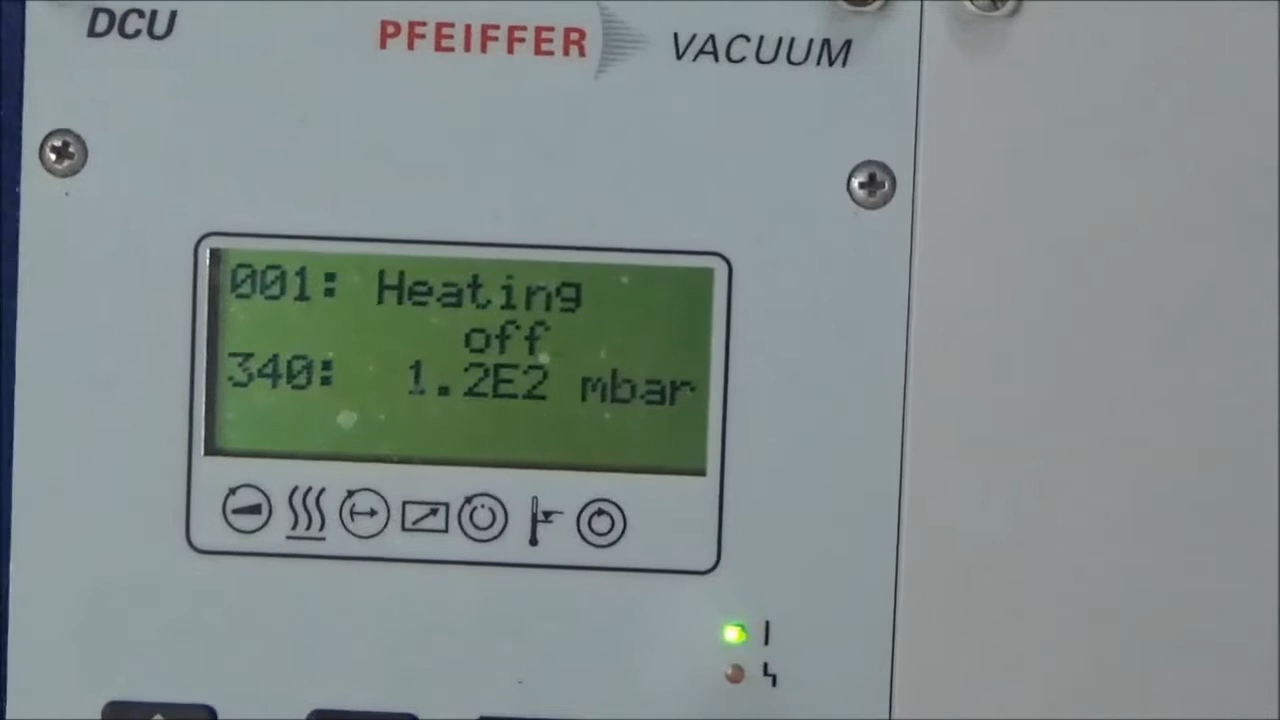 DCU PFEIFFER VACUUM
001: Heating
off
340: 1.2E2 mbar